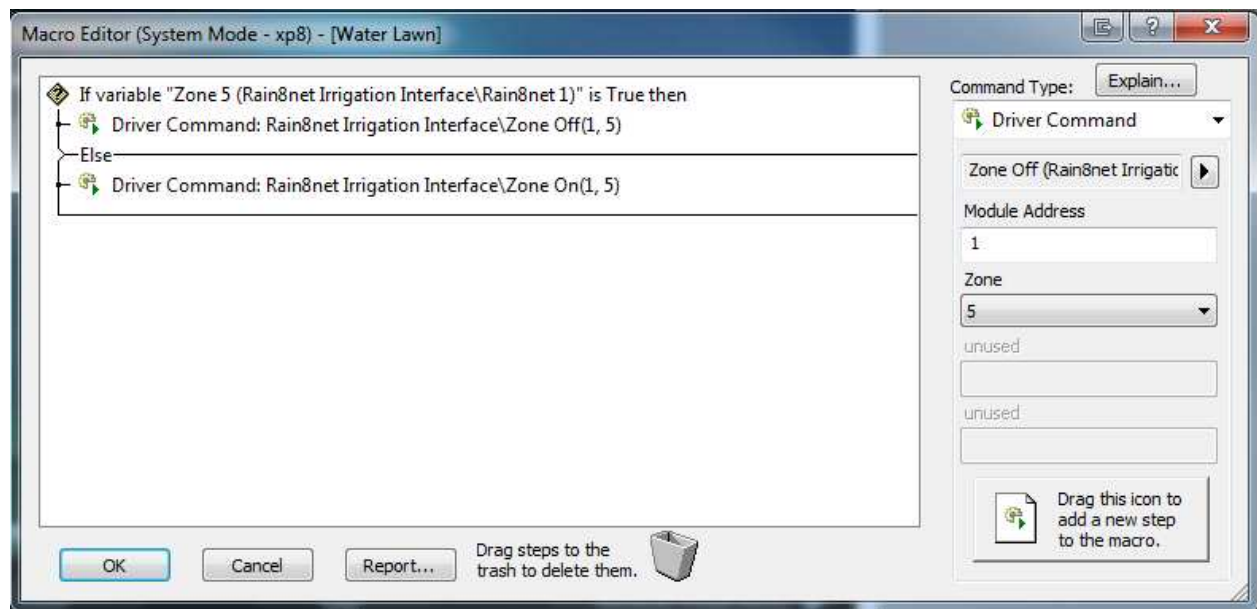 Macro Editor (System Mode - xp8) - [Water Lawn]
If variable "Zone 5 (Rain8net Irrigation Interface\Rain8net 1)" is True then
Driver Command: Rain8net Irrigation Interface\Zone Off(1, 5)
Else
Driver Command: Rain8net Irrigation Interface\Zone On(1, 5)
OK
Cancel
Report...
Drag steps to the
trash to delete them.
Command Type:
Explain...
Driver Command
Zone Off (Rain8net Irrigatic
Module Address
1
Zone
5
unused
unused
Drag this icon to
add a new step
to the macro.